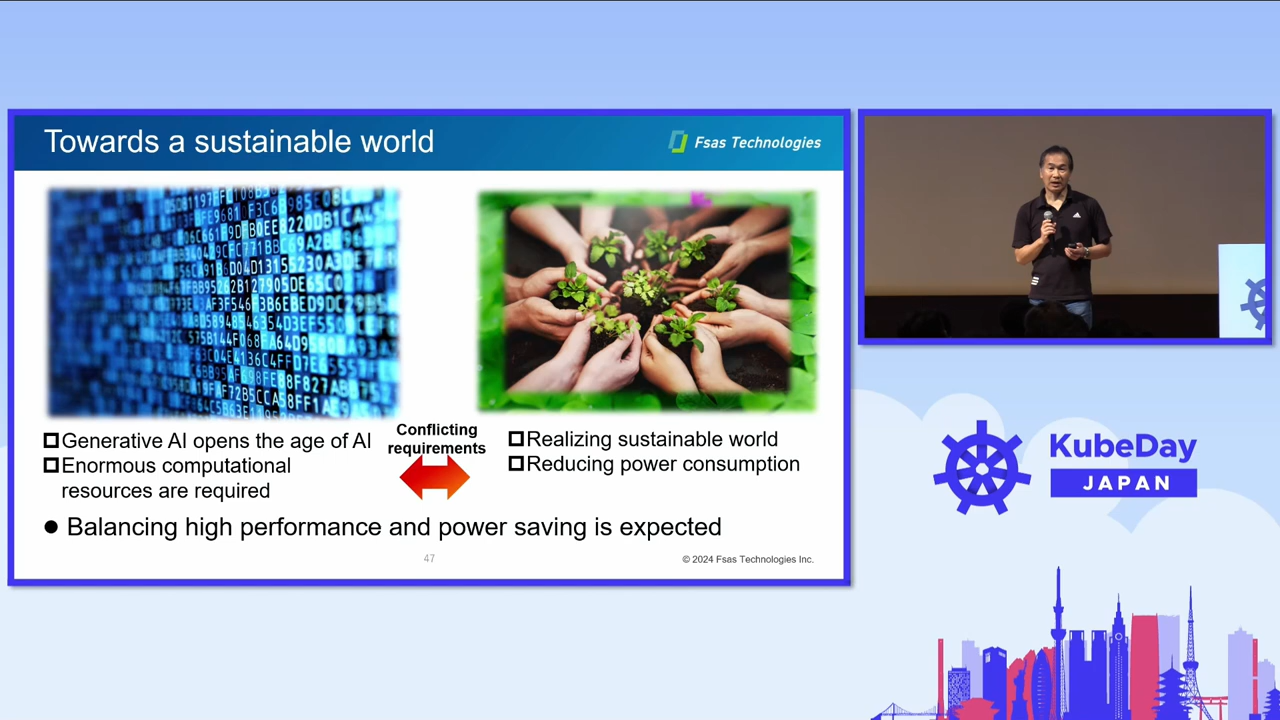 Towards a sustainable world
Fsas Technologies
Conflicting
requirements
Generative AI opens the age of AI
Enormous computational
resources are required
Realizing sustainable world
Reducing power consumption
Balancing high performance and power saving is expected
47
© 2024 Fsas Technologies Inc.
KubeDay
JAPAN